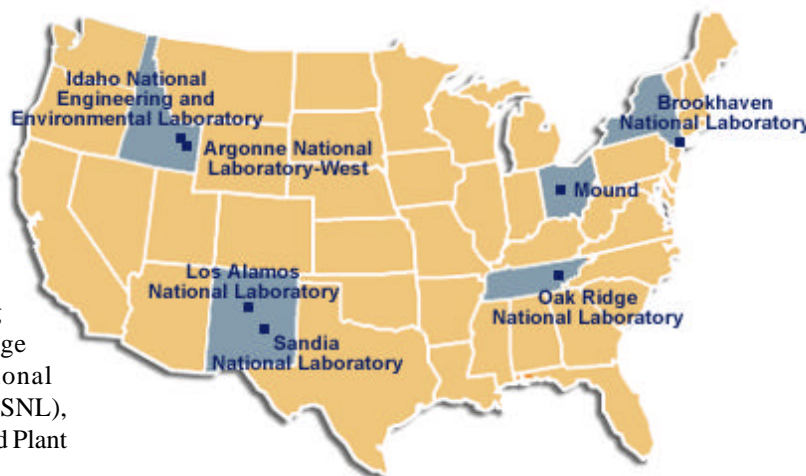 Idaho National
Engineering and
Environmental Laboratory
Argonne National
Laboratory-West
Brookhaven
National Laboratory
Mound
Los Alamos
National Laboratory
Sandia
National Laboratory
Oak Ridge
National Laboratory
ge
onal
SNL),
d Plant